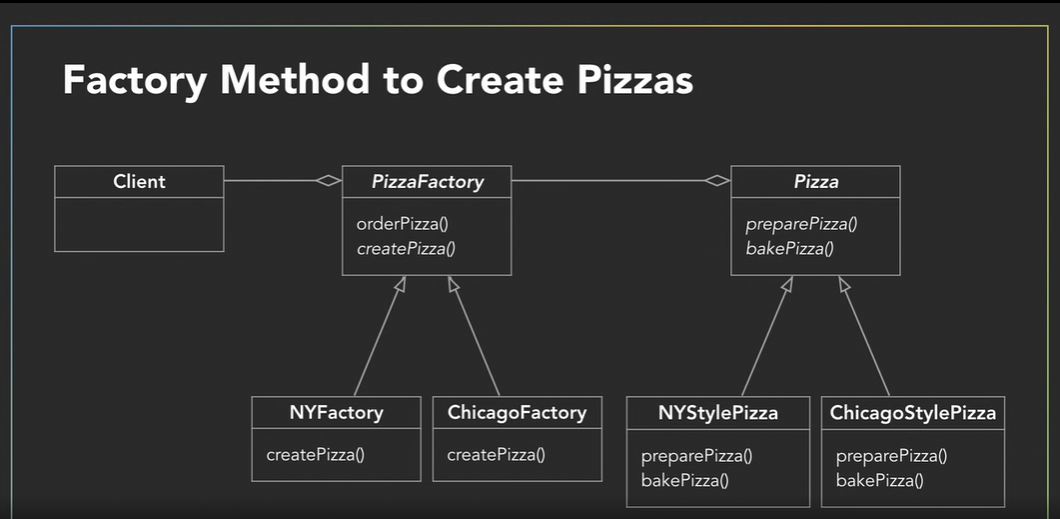 Factory Method to Create Pizzas
Client
PizzaFactory
orderPizza()
createPizza()
Pizza
preparePizza()
bakePizza()
NYFactory
createPizza()
ChicagoFactory
createPizza()
NYStylePizza
preparePizza()
bakePizza()
ChicagoStylePizza
preparePizza()
bakePizza()